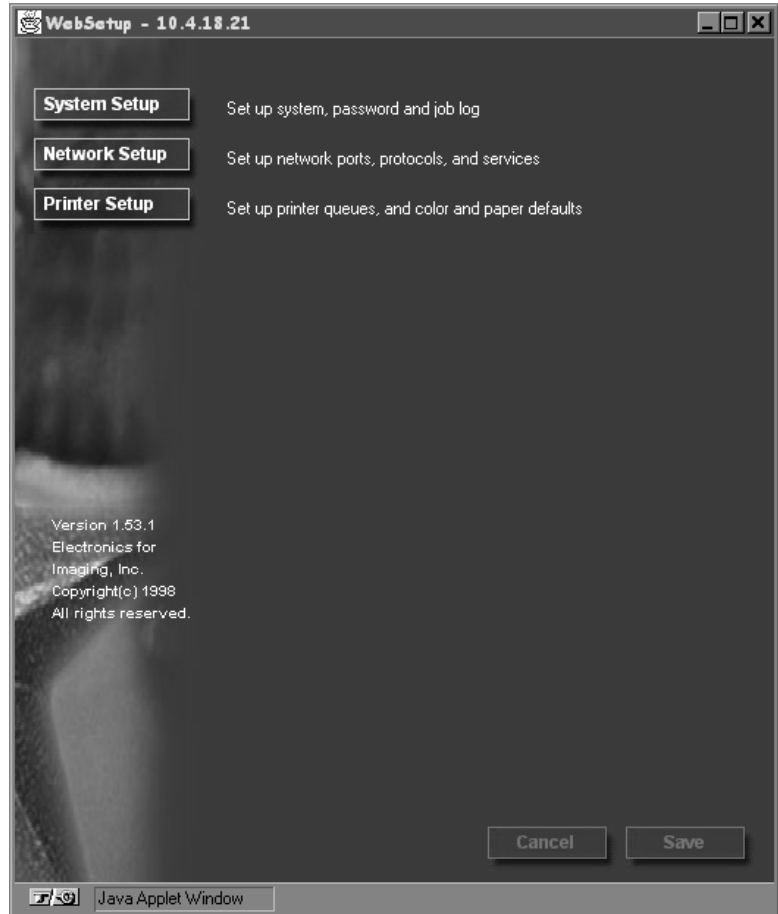 WebSetup - 10.4.18.21
System Setup
Set up system, password and job log
Network Setup
Set up network ports, protocols, and services
Printer Setup
Set up printer queues, and color and paper defaults
Version 1.53.1
Electronics for
Imaging, Inc.
Copyright(c) 1998
All rights reserved.
Cancel
Save
Java Applet Window